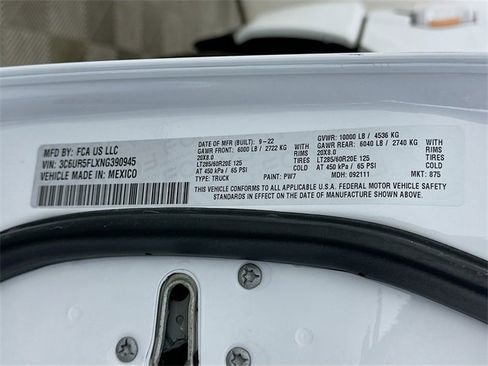 MFD BY: FCA US LLC
VIN: 3C6UR5FLXNG390945
VEHICLE MADE IN: MEXICO
DATE OF MFR (BUILT): 9-22 GVWR: 10000 LB / 4536 KG
GAWR FRONT: 6000 LB / 2722 KG WITH GAWR REAR: 6040 LB / 2740 KG WITH
20X8.0 RIMS 20X8.0 RIMS
LT285/60R20E 125 TIRES LT285/60R20E 125 TIRES
AT 450 kPa / 65 PSI COLD AT 450 kPa / 65 PSI COLD
TYPE: TRUCK PAINT: PW7 MDH: 092111 MKT: 875
THIS VEHICLE CONFORMS TO ALL APPLICABLE U.S.A. FEDERAL MOTOR VEHICLE SAFETY
STANDARDS IN EFFECT ON THE DATE OF MANUFACTURE SHOWN ABOVE.